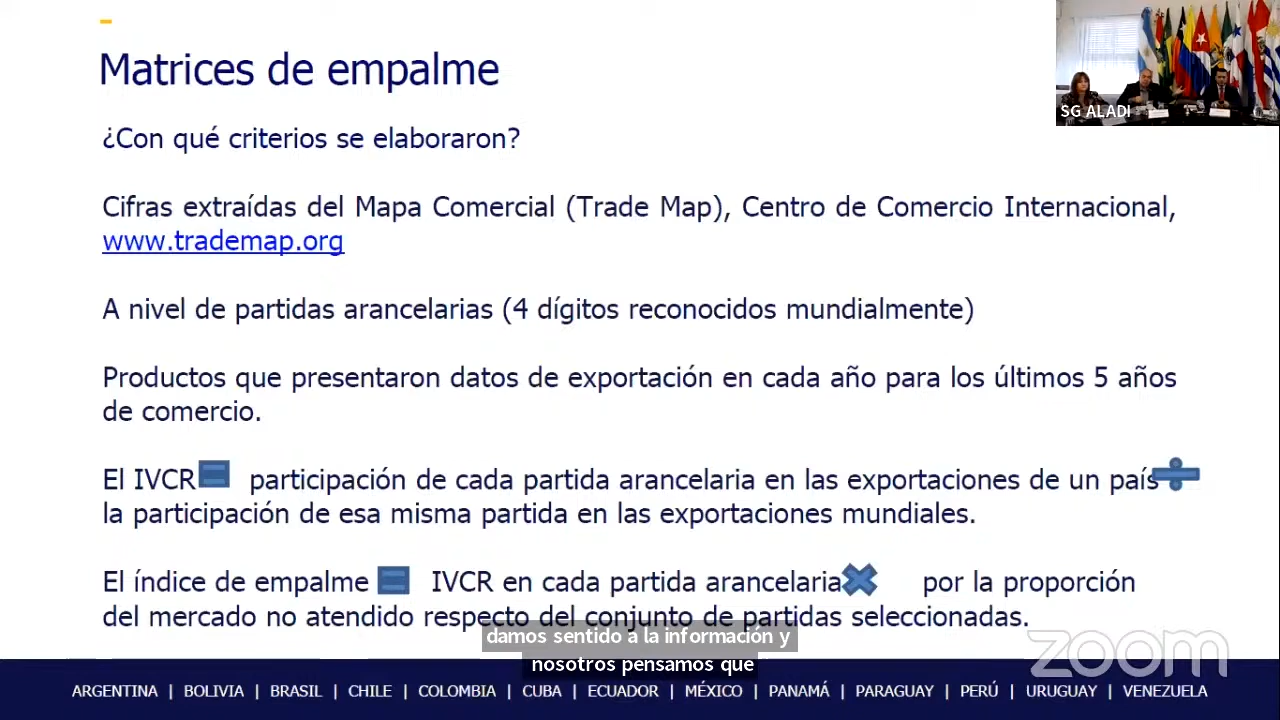 Matrices de empalme
SG ALADI
¿Con qué criterios se elaboraron?
Cifras extraídas del Mapa Comercial (Trade Map), Centro de Comercio Internacional,
www.trademap.org
A nivel de partidas arancelarias (4 dígitos reconocidos mundialmente)
Productos que presentaron datos de exportación en cada año para los últimos 5 años
de comercio.
El IVCR = participación de cada partida arancelaria en las exportaciones de un país ÷
la participación de esa misma partida en las exportaciones mundiales.
El índice de empalme = IVCR en cada partida arancelaria × por la proporción
del mercado no atendido respecto del conjunto de partidas seleccionadas.
damos sentido a la información y
nosotros pensamos que
zoom
ARGENTINA | BOLIVIA | BRASIL | CHILE | COLOMBIA | CUBA | ECUADOR | MÉXICO | PANAMÁ | PARAGUAY | PERÚ | URUGUAY | VENEZUELA